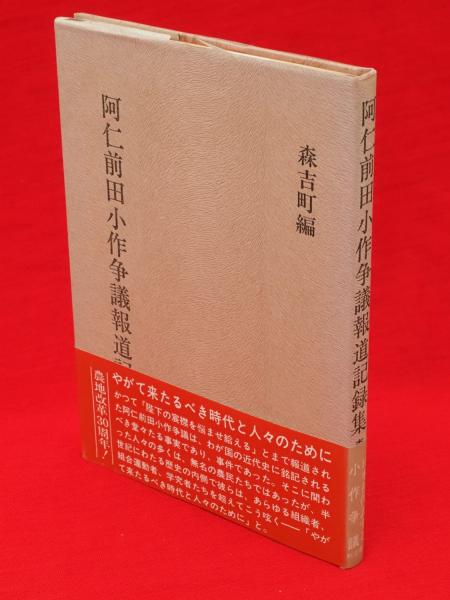 森吉町編
阿仁前田小作争議報道記
農地改革30周年!
やがて来たるべき時代と人々のために
かつて「陛下の宸襟を悩ませ給える」とまで報道され
た阿仁前田小作争議は、わが国の近代史に銘記される
べき堂々たる事実であり、事件であった。そこに関わ
った人々の多くは、無名の農民たちではあったが、半
世紀にわたる歴史の内側で彼らは、あらゆる組織者、
組合運動者、学究者たちを超えてこう呟く──「やが
て来たるべき時代と人々のために」と。
阿仁前田小作争議報道記録集
小作争議